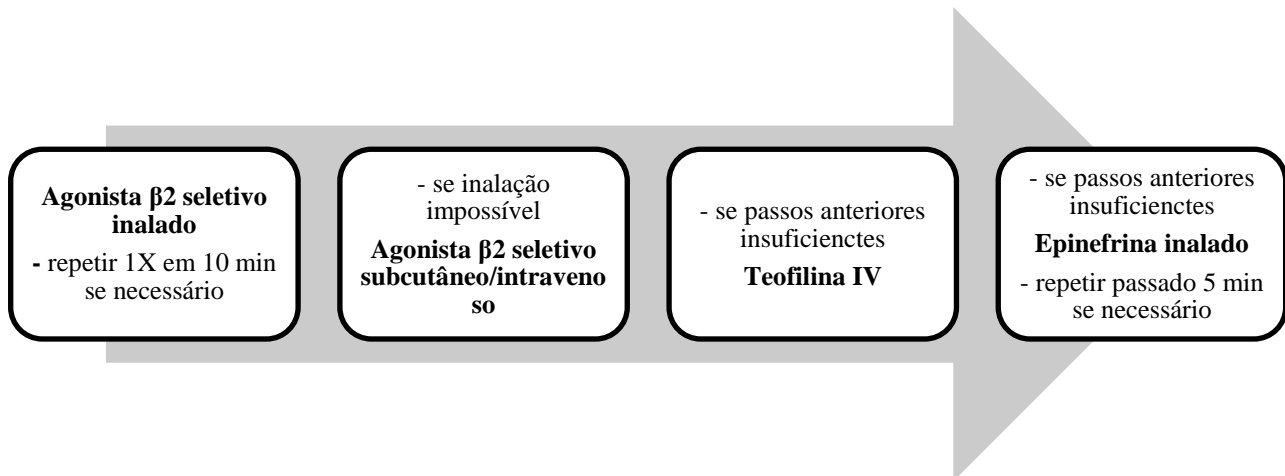 Agonista β2 seletivo
inalado
- repetir 1X em 10 min
se necessário
- se inalação
impossível
Agonista β2 seletivo
subcutâneo/intraveno
so
- se passos anteriores
insuficienctes
Teofilina IV
- se passos anteriores
insuficienctes
Epinefrina inalado
- repetir passado 5 min
se necessário